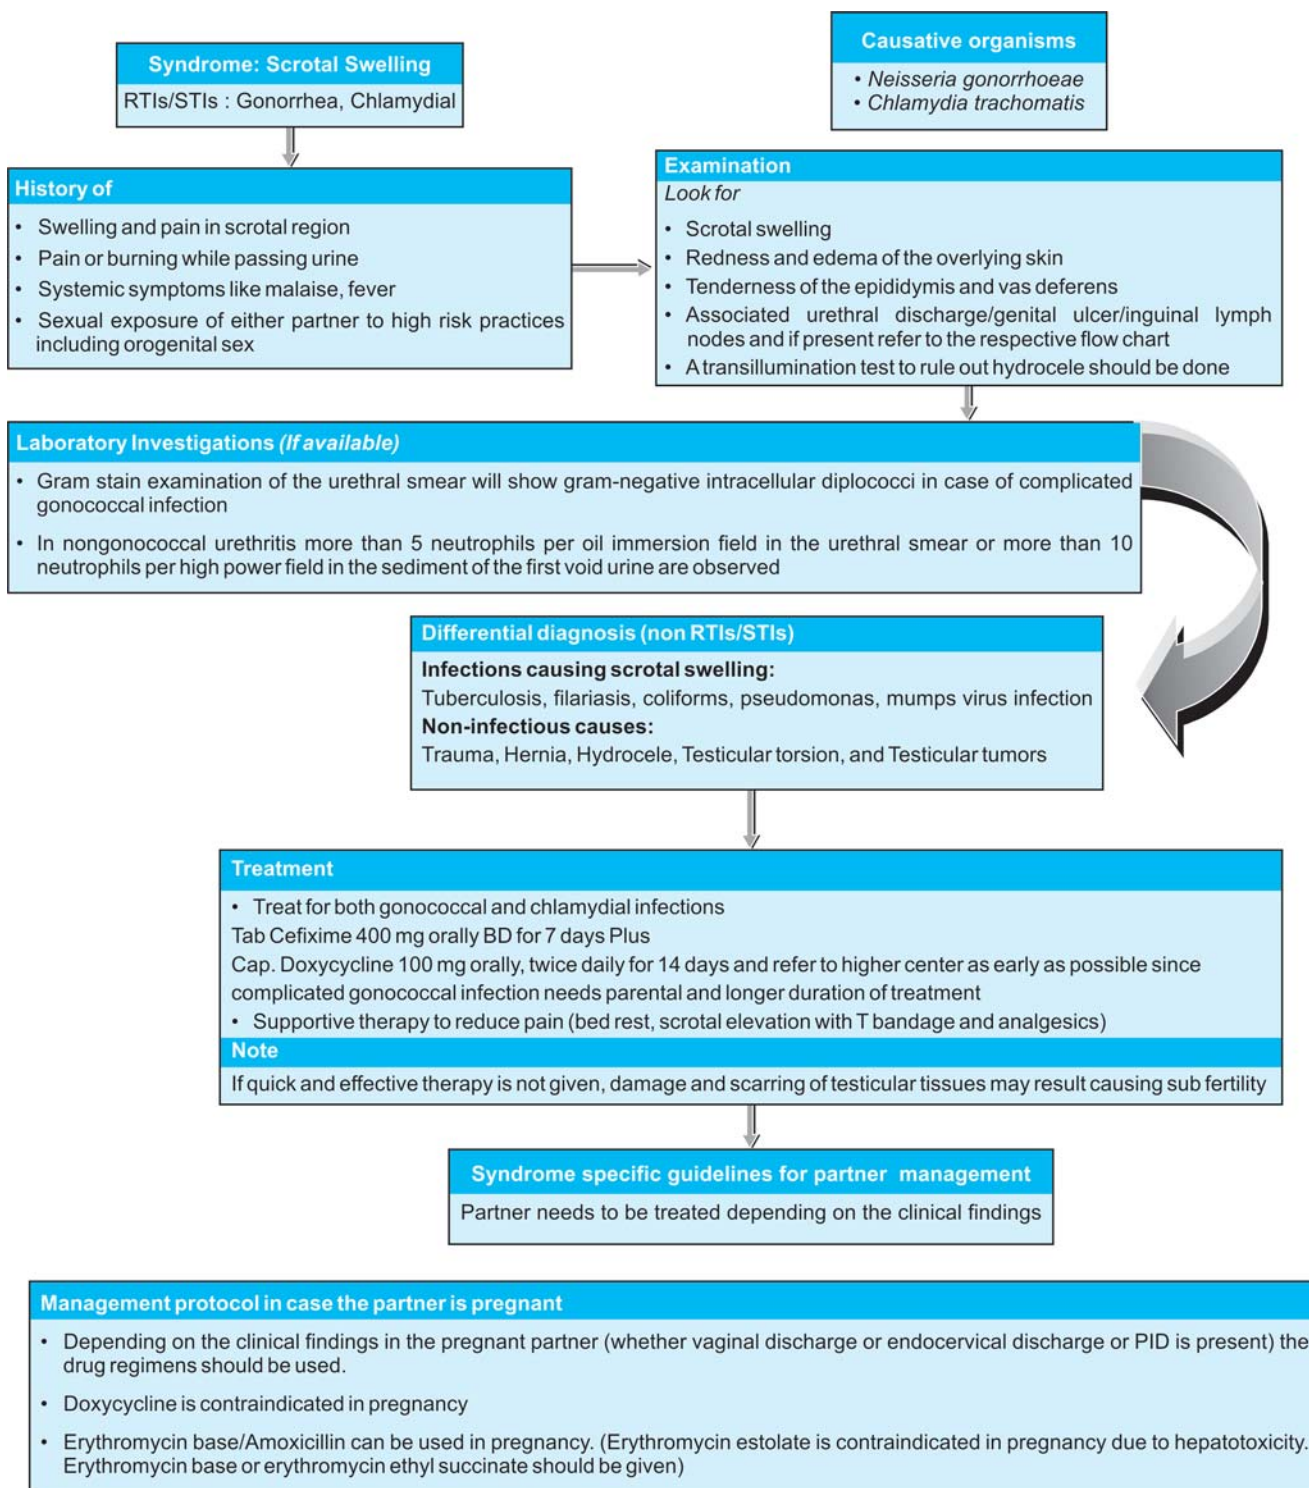 Syndrome: Scrotal Swelling
RTIs/STIs : Gonorrhea, Chlamydial
Causative organisms
• Neisseria gonorrhoeae
• Chlamydia trachomatis
History of
• Swelling and pain in scrotal region
• Pain or burning while passing urine
• Systemic symptoms like malaise, fever
• Sexual exposure of either partner to high risk practices
including orogenital sex
Examination
Look for
• Scrotal swelling
• Redness and edema of the overlying skin
• Tenderness of the epididymis and vas deferens
• Associated urethral discharge/genital ulcer/inguinal lymph
nodes and if present refer to the respective flow chart
• A transillumination test to rule out hydrocele should be done
Laboratory Investigations (If available)
• Gram stain examination of the urethral smear will show gram-negative intracellular diplococci in case of complicated
gonococcal infection
• In nongonococcal urethritis more than 5 neutrophils per oil immersion field in the urethral smear or more than 10
neutrophils per high power field in the sediment of the first void urine are observed
Differential diagnosis (non RTIs/STIs)
Infections causing scrotal swelling:
Tuberculosis, filariasis, coliforms, pseudomonas, mumps virus infection
Non-infectious causes:
Trauma, Hernia, Hydrocele, Testicular torsion, and Testicular tumors
Treatment
• Treat for both gonococcal and chlamydial infections
Tab Cefixime 400 mg orally BD for 7 days Plus
Cap. Doxycycline 100 mg orally, twice daily for 14 days and refer to higher center as early as possible since
complicated gonococcal infection needs parental and longer duration of treatment
• Supportive therapy to reduce pain (bed rest, scrotal elevation with T bandage and analgesics)
Note
If quick and effective therapy is not given, damage and scarring of testicular tissues may result causing sub fertility
Syndrome specific guidelines for partner management
Partner needs to be treated depending on the clinical findings
Management protocol in case the partner is pregnant
• Depending on the clinical findings in the pregnant partner (whether vaginal discharge or endocervical discharge or PID is present) the
drug regimens should be used.
• Doxycycline is contraindicated in pregnancy
• Erythromycin base/Amoxicillin can be used in pregnancy. (Erythromycin estolate is contraindicated in pregnancy due to hepatotoxicity.
Erythromycin base or erythromycin ethyl succinate should be given)